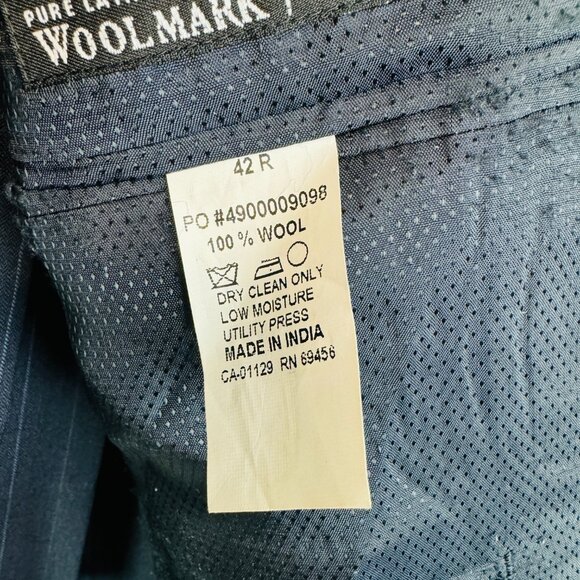 PURE
WOOLMARK
42 R
PO #4900009098
100 % WOOL
DRY CLEAN ONLY
LOW MOISTURE
UTILITY PRESS
MADE IN INDIA
CA-01129 RN 69456